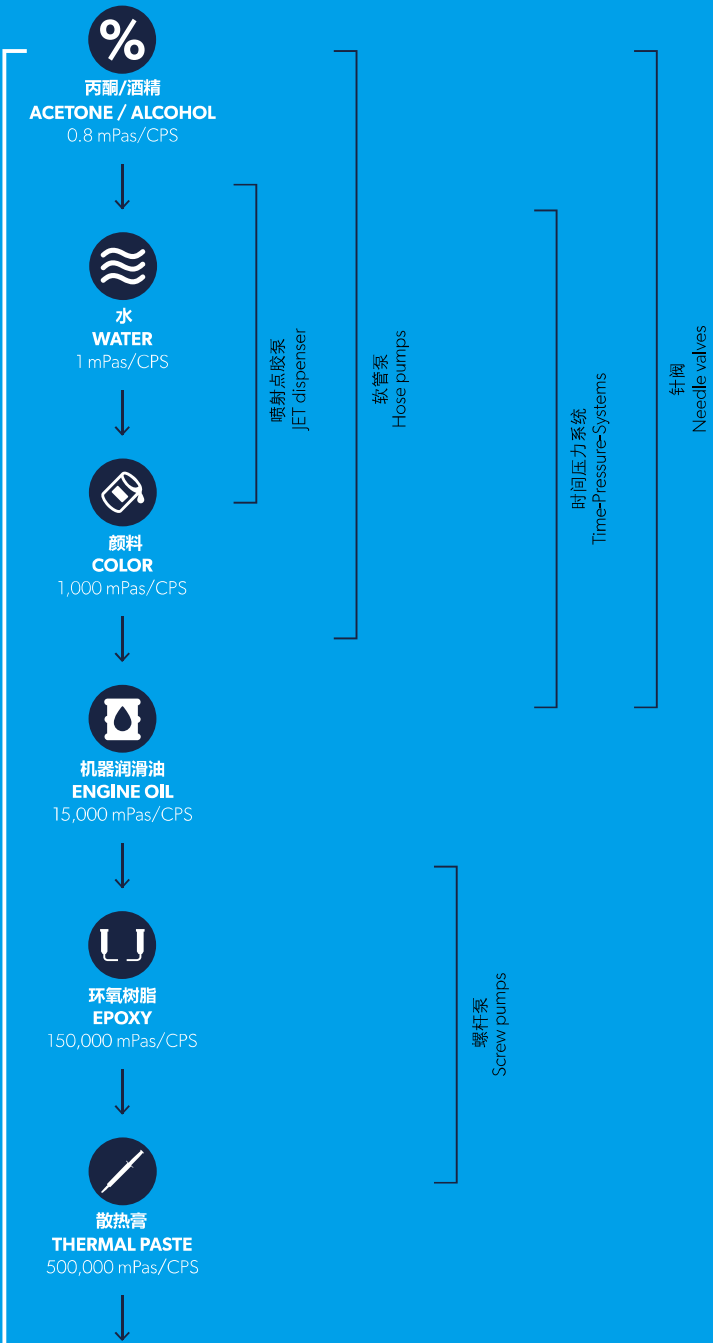 %
丙酮/酒精
ACETONE / ALCOHOL
0.8 mPas/CPS
水
WATER
1 mPas/CPS
颜料
COLOR
1,000 mPas/CPS
机器润滑油
ENGINE OIL
15,000 mPas/CPS
环氧树脂
EPOXY
150,000 mPas/CPS
散热膏
THERMAL PASTE
500,000 mPas/CPS
喷射点胶泵
JET dispenser
软管泵
Hose pumps
螺杆泵
Screw pumps
时间压力系统
Time-Pressure-Systems
针阀
Needle valves